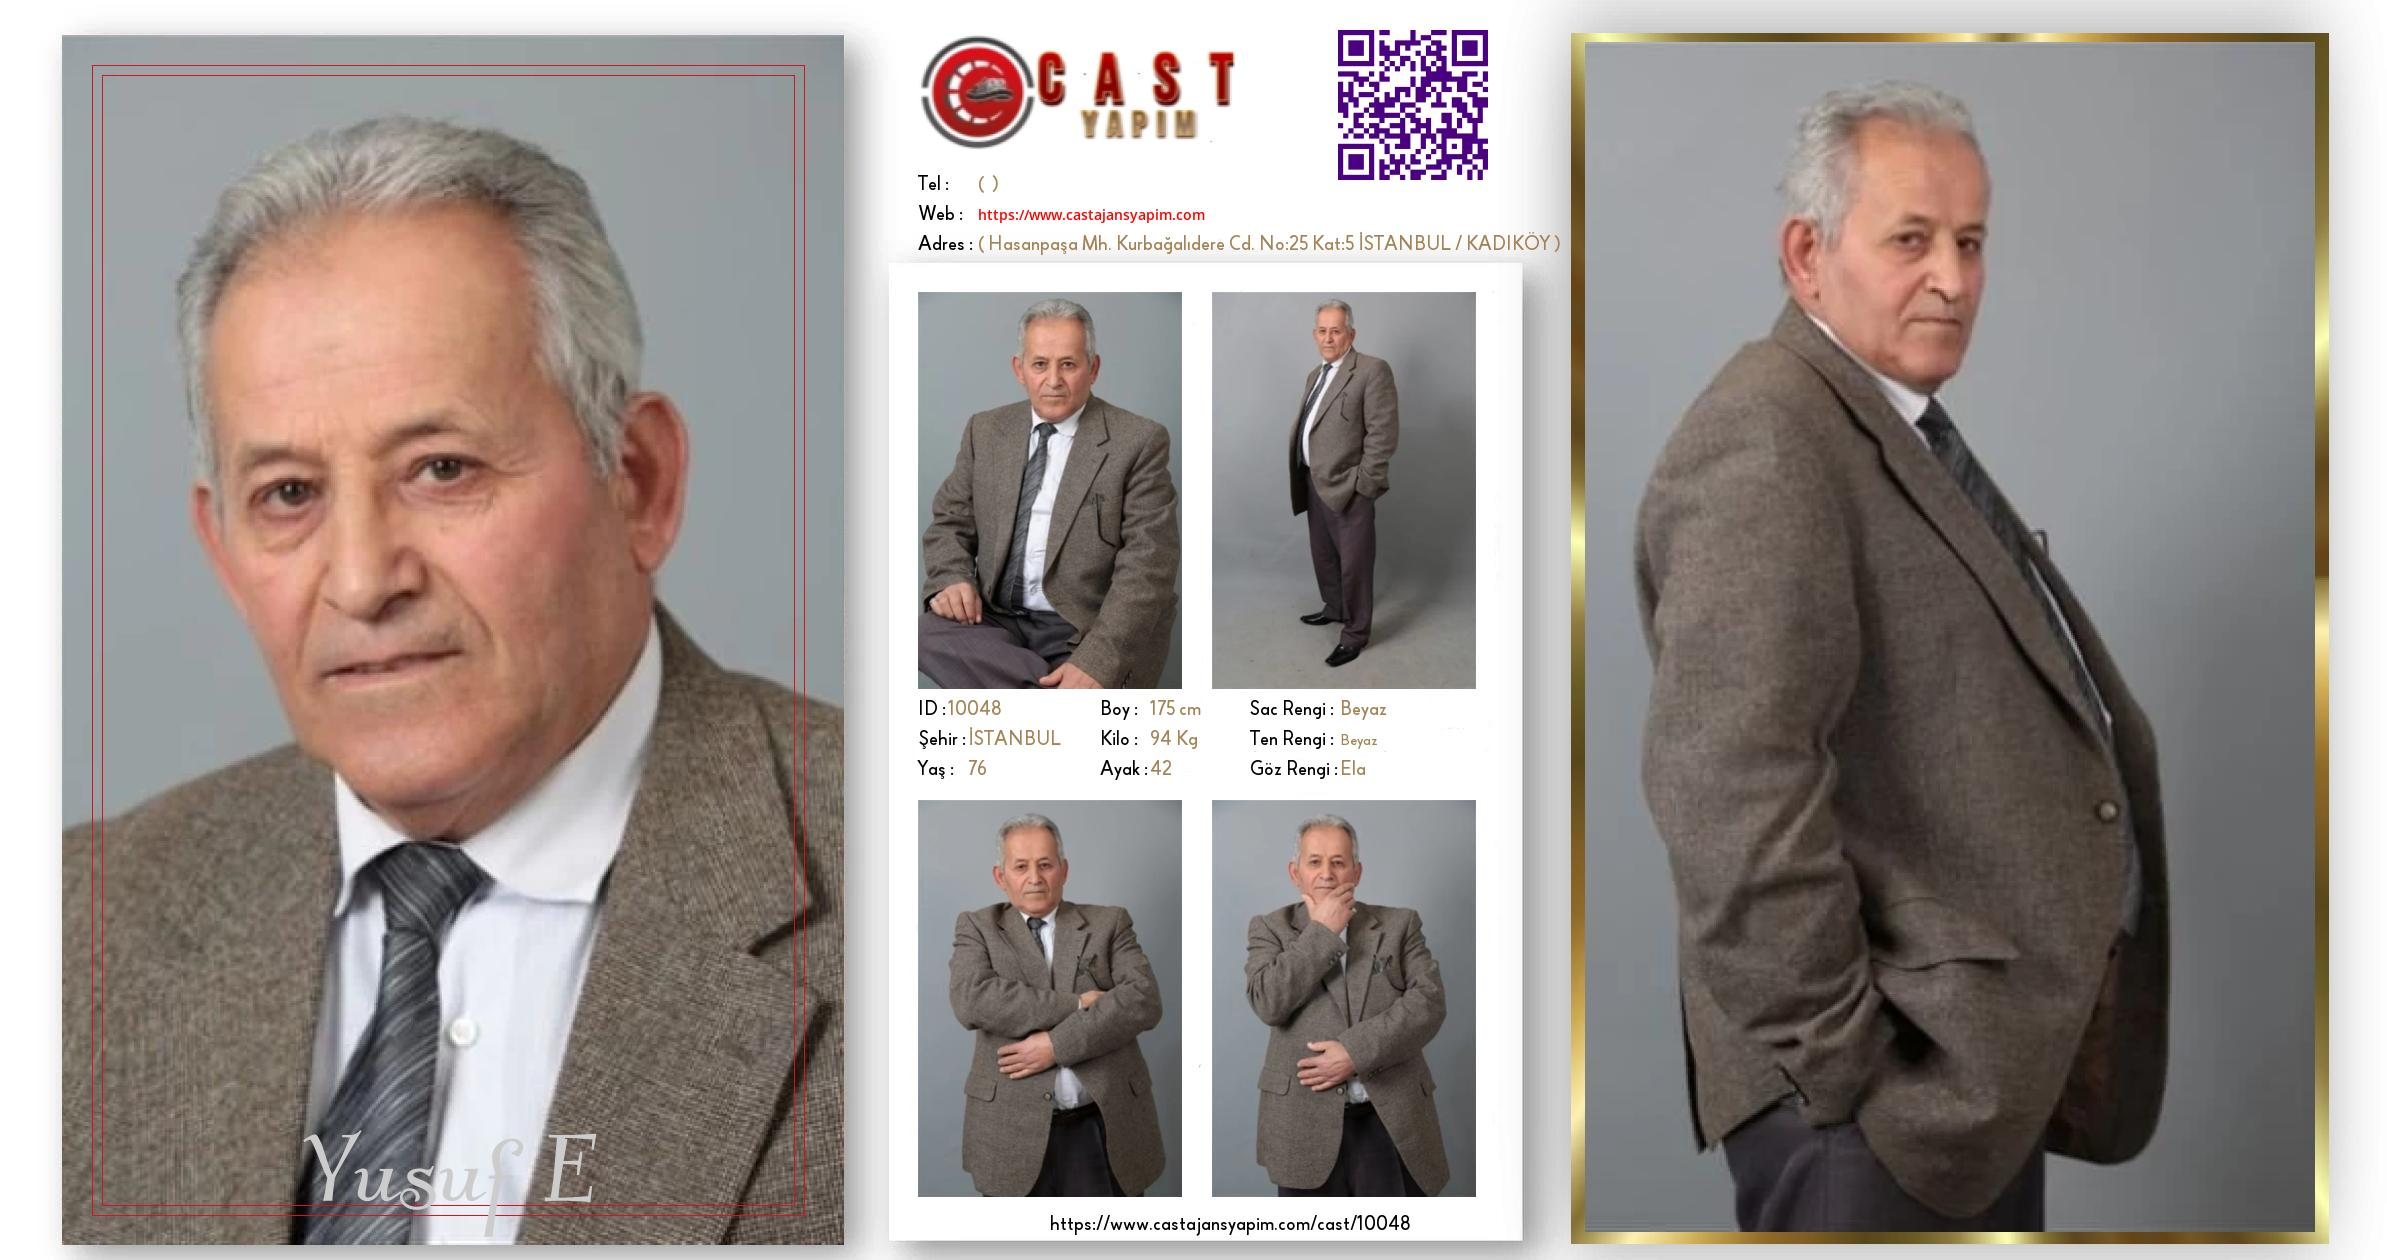 Yusuf E
CAST
YAPIM
Tel : ( )
Web : https://www.castajansyapim.com
Adres : ( Hasanpaşa Mh. Kurbağalıdere Cd. No:25 Kat:5 İSTANBUL / KADIKÖY )
ID : 10048 Boy : 175 cm Sac Rengi : Beyaz
Şehir : İSTANBUL Kilo : 94 Kg Ten Rengi : Beyaz
Yaş : 76 Ayak : 42 Göz Rengi : Ela
https://www.castajansyapim.com/cast/10048